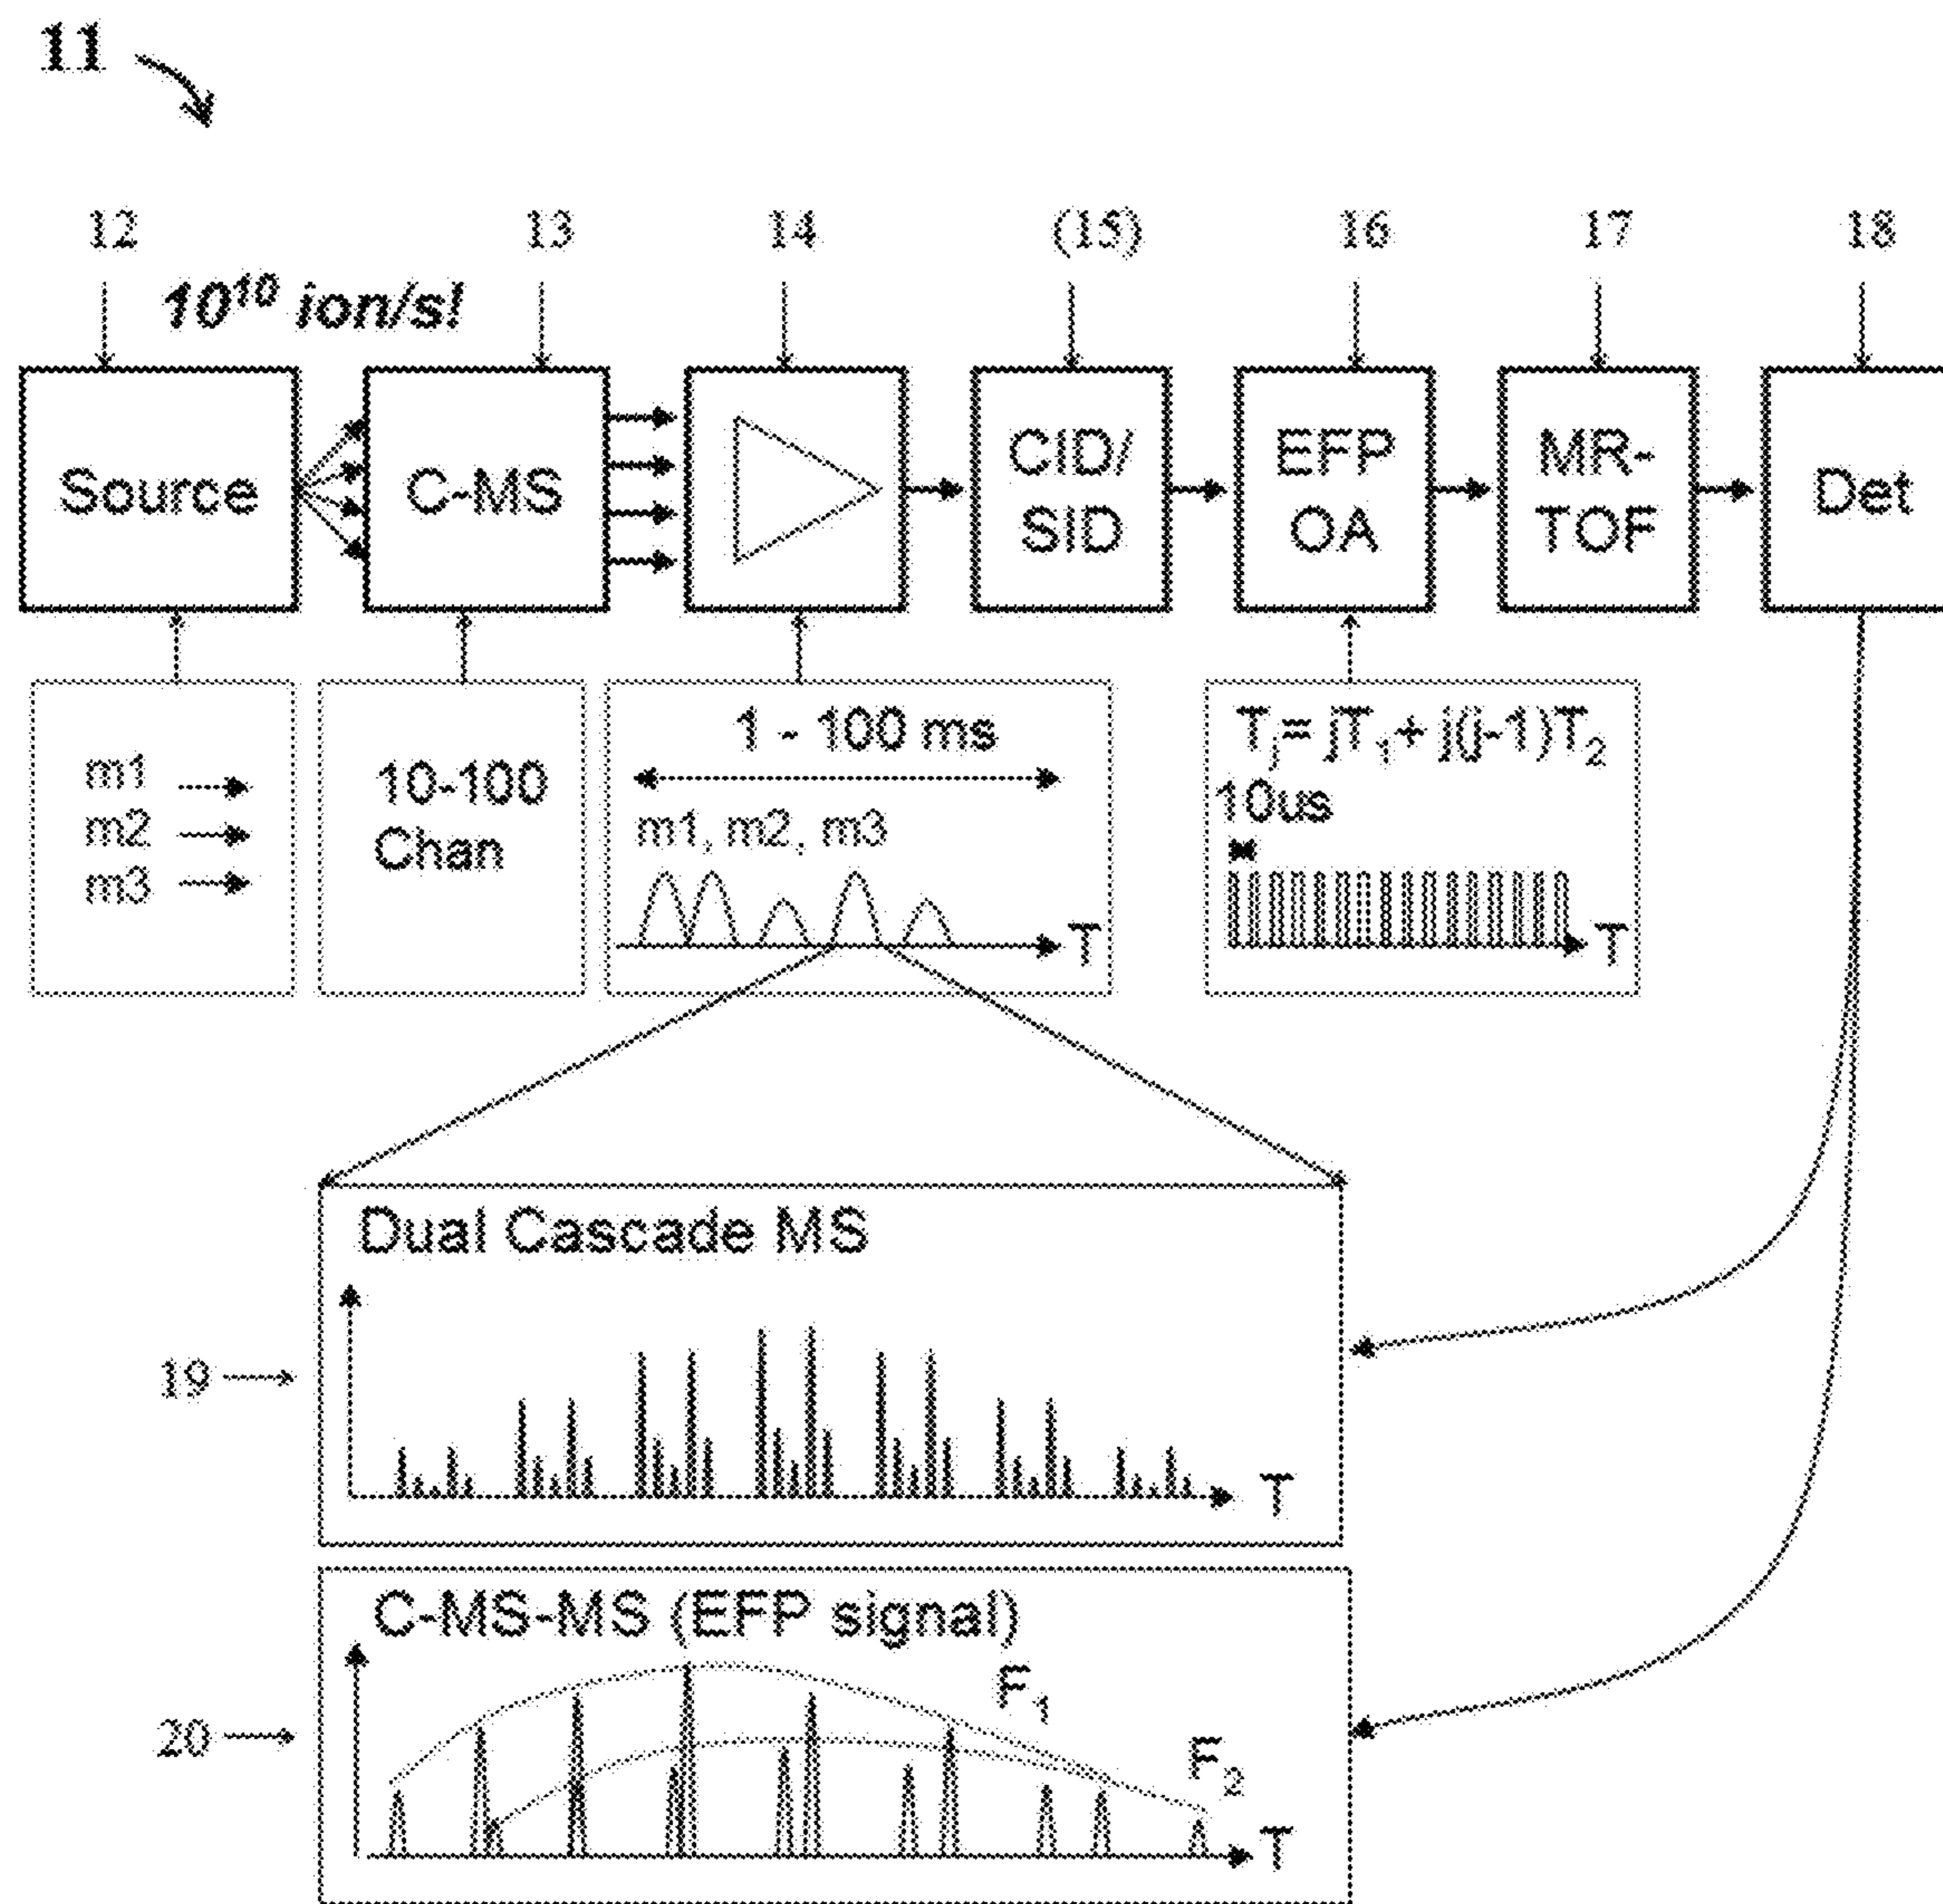 11
12
13
14
(15)
16
17
18
10¹⁰ ion/s!
Source
C-MS
CID/
SID
EFP
OA
MR-
TOF
Det
m1
m2
m3
10-100
Chan
1 - 100 ms
m1, m2, m3
T
Tⱼ= jT₁+ j(j-1)T₂
10us
T
Dual Cascade MS
19
T
C-MS-MS (EFP signal)
F₁
20
F₂
T